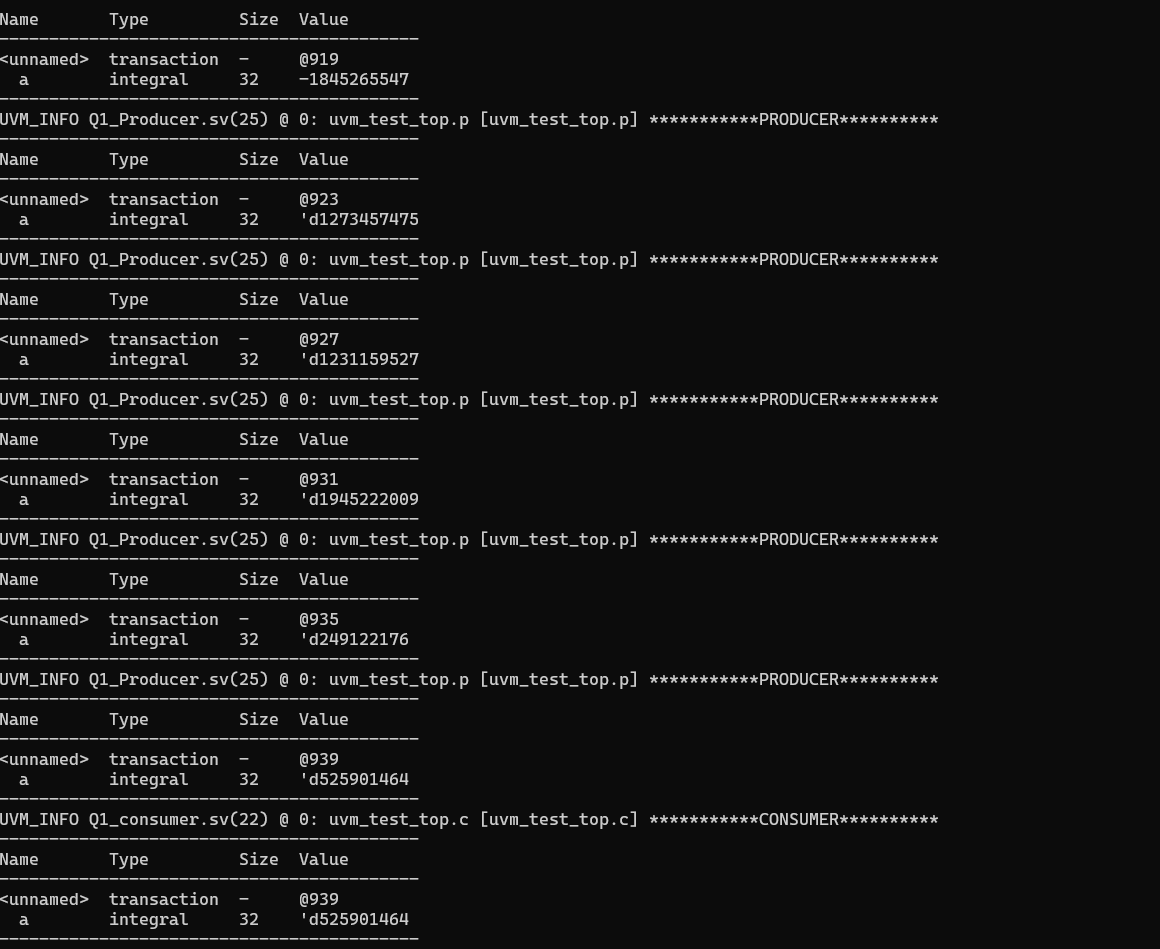 Name       Type         Size  Value
------------------------------------------
<unnamed>  transaction  -     @919
  a        integral     32    -1845265547
------------------------------------------
UVM_INFO Q1_Producer.sv(25) @ 0: uvm_test_top.p [uvm_test_top.p] ***********PRODUCER**********
------------------------------------------
Name       Type         Size  Value
------------------------------------------
<unnamed>  transaction  -     @923
  a        integral     32    'd1273457475
------------------------------------------
UVM_INFO Q1_Producer.sv(25) @ 0: uvm_test_top.p [uvm_test_top.p] ***********PRODUCER**********
------------------------------------------
Name       Type         Size  Value
------------------------------------------
<unnamed>  transaction  -     @927
  a        integral     32    'd1231159527
------------------------------------------
UVM_INFO Q1_Producer.sv(25) @ 0: uvm_test_top.p [uvm_test_top.p] ***********PRODUCER**********
------------------------------------------
Name       Type         Size  Value
------------------------------------------
<unnamed>  transaction  -     @931
  a        integral     32    'd1945222009
------------------------------------------
UVM_INFO Q1_Producer.sv(25) @ 0: uvm_test_top.p [uvm_test_top.p] ***********PRODUCER**********
------------------------------------------
Name       Type         Size  Value
------------------------------------------
<unnamed>  transaction  -     @935
  a        integral     32    'd249122176
------------------------------------------
UVM_INFO Q1_Producer.sv(25) @ 0: uvm_test_top.p [uvm_test_top.p] ***********PRODUCER**********
------------------------------------------
Name       Type         Size  Value
------------------------------------------
<unnamed>  transaction  -     @939
  a        integral     32    'd525901464
------------------------------------------
UVM_INFO Q1_consumer.sv(22) @ 0: uvm_test_top.c [uvm_test_top.c] ***********CONSUMER**********
------------------------------------------
Name       Type         Size  Value
------------------------------------------
<unnamed>  transaction  -     @939
  a        integral     32    'd525901464
------------------------------------------